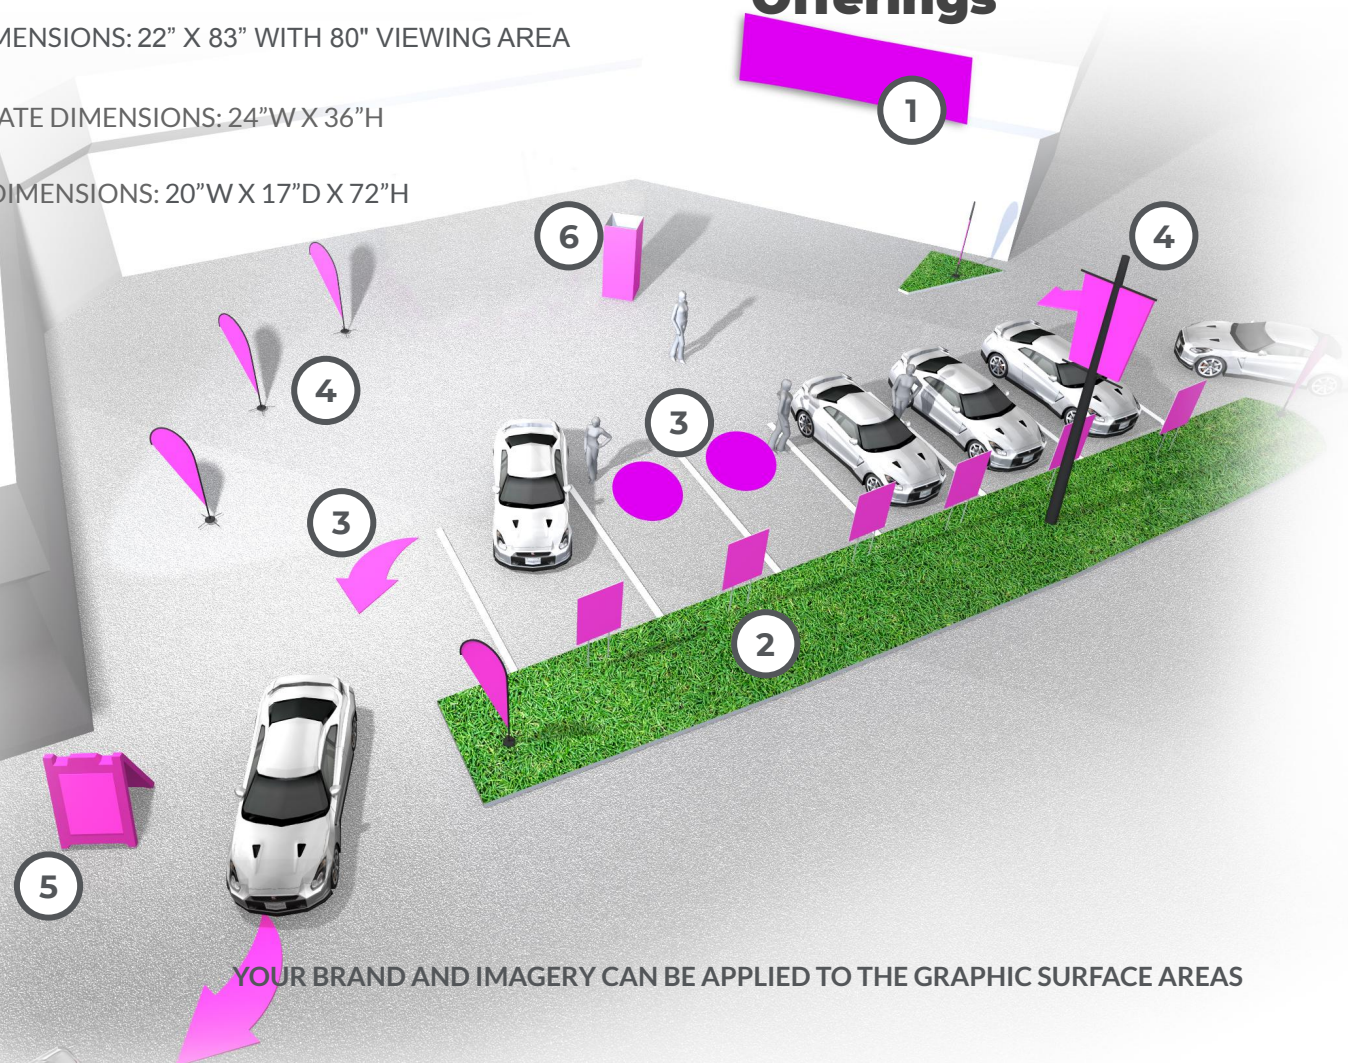 Offerings
MENSIONS: 22” X 83” WITH 80" VIEWING AREA
ATE DIMENSIONS: 24”W X 36”H
DIMENSIONS: 20”W X 17”D X 72”H
1
6
4
4
3
3
2
5
YOUR BRAND AND IMAGERY CAN BE APPLIED TO THE GRAPHIC SURFACE AREAS